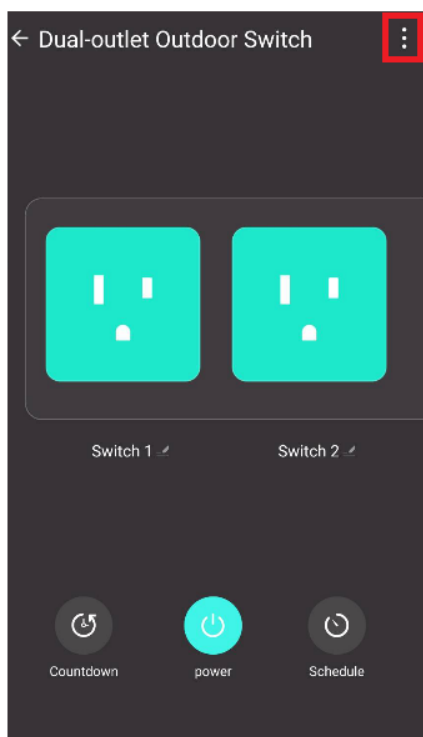 Dual-outlet Outdoor Switch
Switch 1 Switch 2
Countdown power Schedule